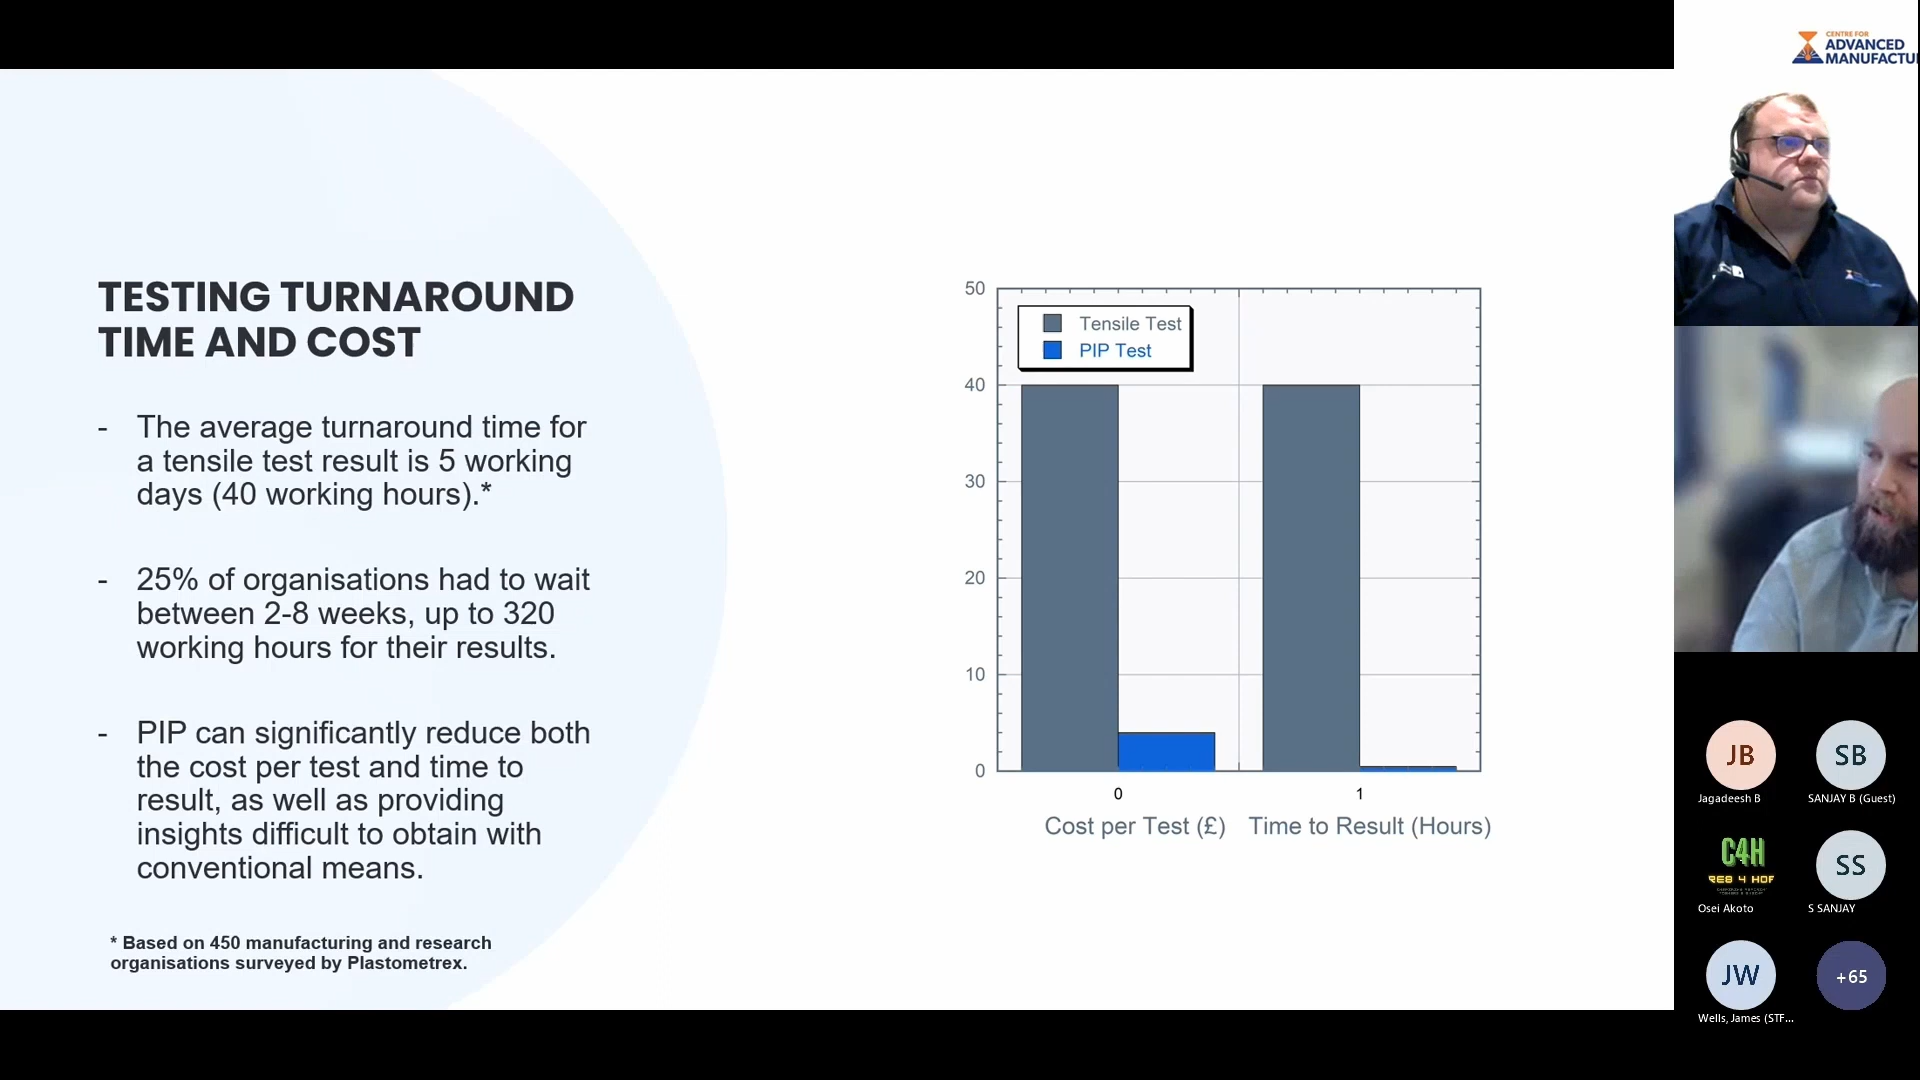 CENTRE FOR
ADVANCED
MANUFACTU
TESTING TURNAROUND
TIME AND COST
- The average turnaround time for
a tensile test result is 5 working
days (40 working hours).*
- 25% of organisations had to wait
between 2-8 weeks, up to 320
working hours for their results.
- PIP can significantly reduce both
the cost per test and time to
result, as well as providing
insights difficult to obtain with
conventional means.
* Based on 450 manufacturing and research
organisations surveyed by Plastometrex.
50
40
30
20
10
0
Tensile Test
PIP Test
0
1
Cost per Test (£)
Time to Result (Hours)
JB
Jagadeesh B
SB
SANJAY B (Guest)
C4H
Osei Akoto
SS
S SANJAY
JW
Wells, James (STF...
+65